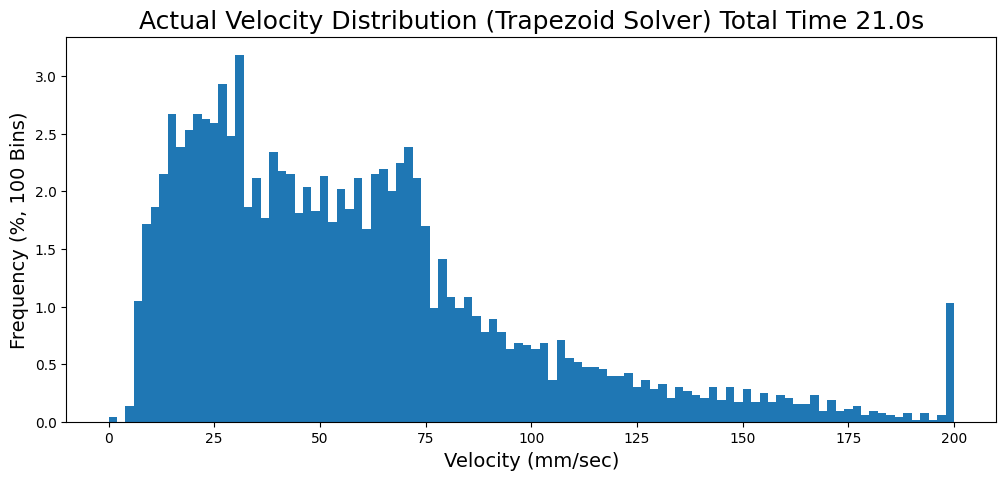 Actual Velocity Distribution (Trapezoid Solver) Total Time 21.0s
Frequency (%, 100 Bins)
3.0
2.5
2.0
1.5
1.0
0.5
0.0
0 25 50 75 100 125 150 175 200
Velocity (mm/sec)